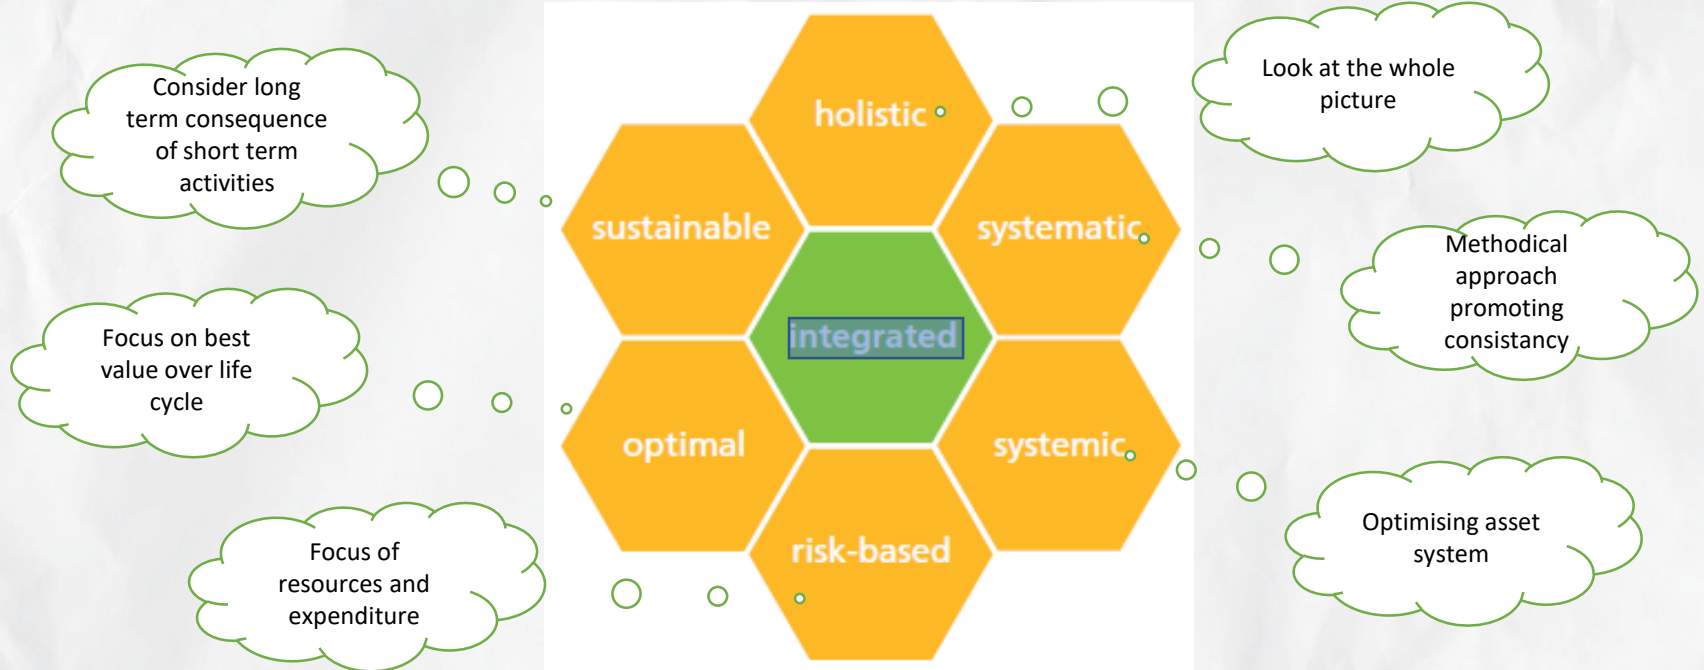 Consider long
term consequence
of short term
activities
Focus on best
value over life
cycle
Focus of
resources and
expenditure
holistic
sustainable
systematic
integrated
optimal
systemic
risk-based
Look at the whole
picture
Methodical
approach
promoting
consistancy
Optimising asset
system